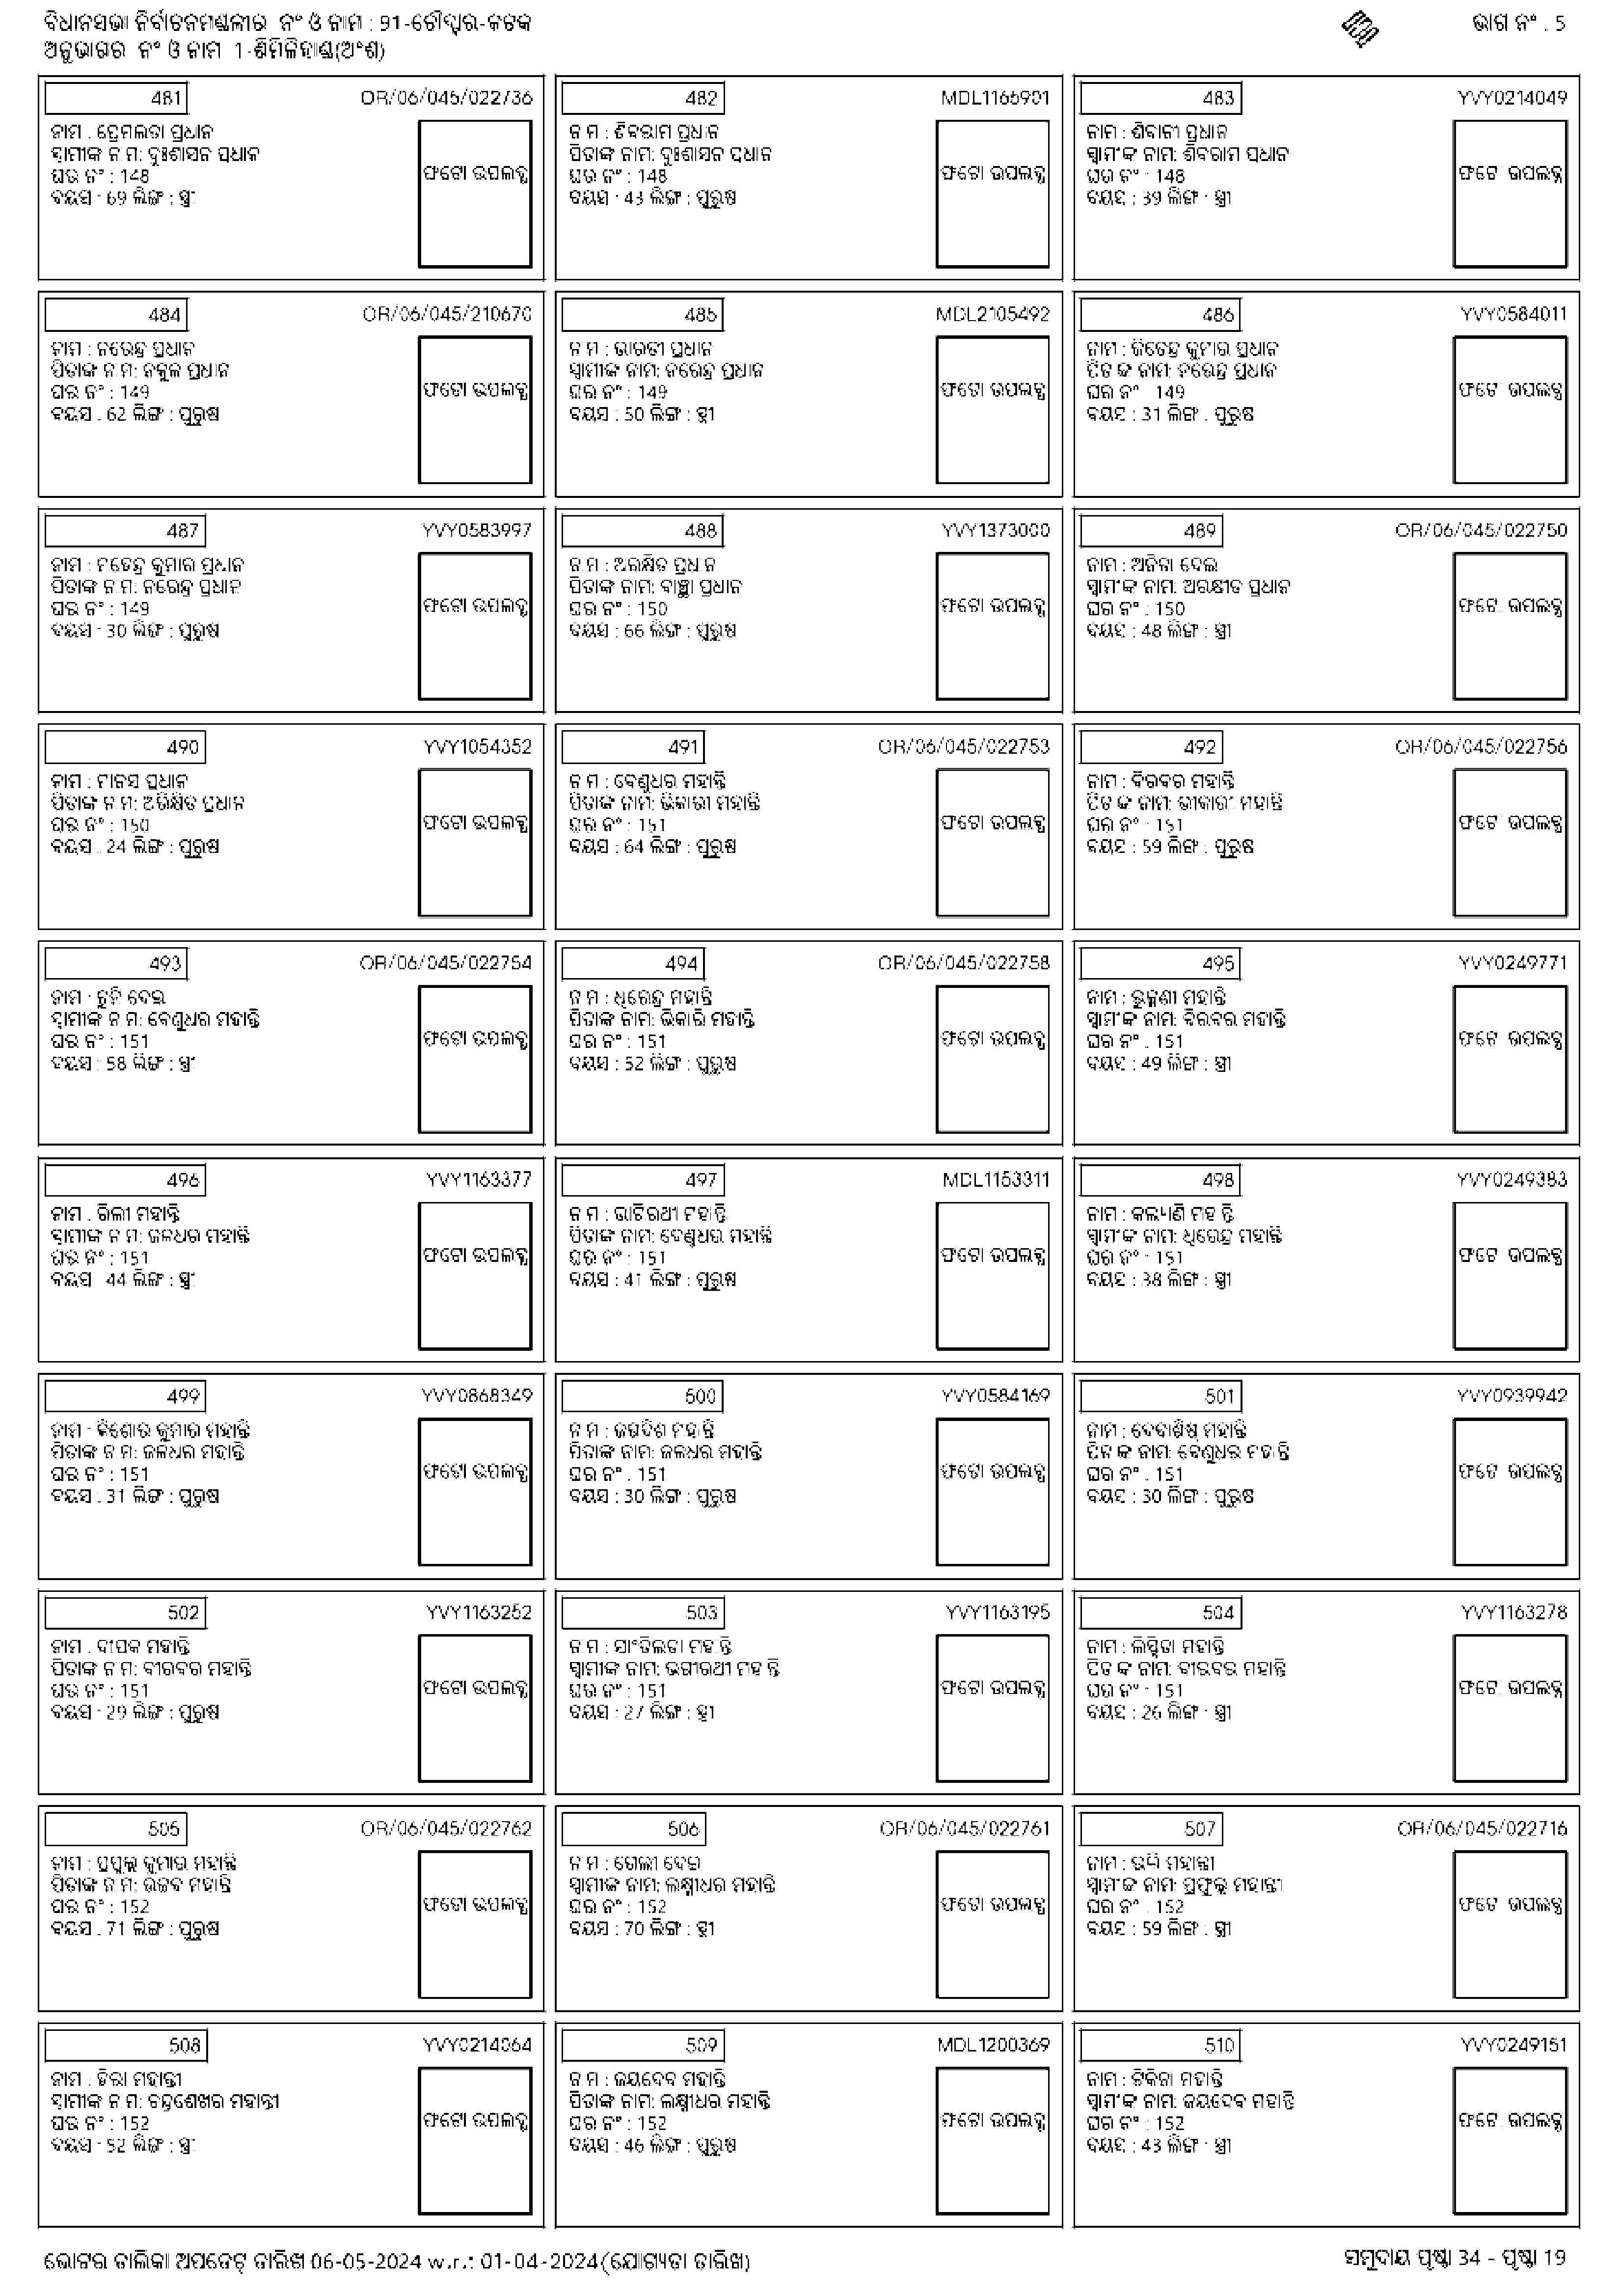 ବିଧାନସଭା ନିର୍ବାଚନମଣ୍ଡଳୀର ନଂ ଓ ନାମ : 91-ଚୌଦ୍ୱାର-କଟକ
ଭାଗ ନଂ . 5
ଅନୁଭାଗର ନଂ ଓ ନାମ 1-ଶିମିଳିହାଣ୍ଡା(ଅଂଶ)
481 OR/06/045/022736
ନାମ : ପ୍ରେମଲତା ପ୍ରଧାନ
ସ୍ୱାମୀଙ୍କ ନାମ: ଦୁଃଶାସନ ପ୍ରଧାନ
ଘର ନଂ : 148
ବୟସ : 69 ଲିଙ୍ଗ : ସ୍ତ୍ରୀ
ଫଟୋ ଉପଲବ୍ଧ
482 MDL1165901
ନାମ : ଶିବରାମ ପ୍ରଧାନ
ପିତାଙ୍କ ନାମ: ଦୁଃଶାସନ ପ୍ରଧାନ
ଘର ନଂ : 148
ବୟସ : 43 ଲିଙ୍ଗ : ପୁରୁଷ
ଫଟୋ ଉପଲବ୍ଧ
483 YVY0214049
ନାମ : ଶିବାନୀ ପ୍ରଧାନ
ସ୍ୱାମୀଙ୍କ ନାମ: ଶିବରାମ ପ୍ରଧାନ
ଘର ନଂ : 148
ବୟସ : 39 ଲିଙ୍ଗ : ସ୍ତ୍ରୀ
ଫଟୋ ଉପଲବ୍ଧ
484 OR/06/045/210670
ନାମ : ନରେନ୍ଦ୍ର ପ୍ରଧାନ
ପିତାଙ୍କ ନାମ: ନକୁଳ ପ୍ରଧାନ
ଘର ନଂ : 149
ବୟସ : 62 ଲିଙ୍ଗ : ପୁରୁଷ
ଫଟୋ ଉପଲବ୍ଧ
485 MDL2105492
ନାମ : ଭାରତୀ ପ୍ରଧାନ
ସ୍ୱାମୀଙ୍କ ନାମ: ନରେନ୍ଦ୍ର ପ୍ରଧାନ
ଘର ନଂ : 149
ବୟସ : 50 ଲିଙ୍ଗ : ସ୍ତ୍ରୀ
ଫଟୋ ଉପଲବ୍ଧ
486 YVY0584011
ନାମ : ଜିତେନ୍ଦ୍ର କୁମାର ପ୍ରଧାନ
ପିତାଙ୍କ ନାମ: ନରେନ୍ଦ୍ର ପ୍ରଧାନ
ଘର ନଂ : 149
ବୟସ : 31 ଲିଙ୍ଗ : ପୁରୁଷ
ଫଟୋ ଉପଲବ୍ଧ
487 YVY0583997
ନାମ : ମତେନ୍ଦ୍ର କୁମାର ପ୍ରଧାନ
ପିତାଙ୍କ ନାମ: ନରେନ୍ଦ୍ର ପ୍ରଧାନ
ଘର ନଂ : 149
ବୟସ : 30 ଲିଙ୍ଗ : ପୁରୁଷ
ଫଟୋ ଉପଲବ୍ଧ
488 YVY1373000
ନାମ : ଅରକ୍ଷିତ ପ୍ରଧାନ
ପିତାଙ୍କ ନାମ: ବାଞ୍ଛା ପ୍ରଧାନ
ଘର ନଂ : 150
ବୟସ : 66 ଲିଙ୍ଗ : ପୁରୁଷ
ଫଟୋ ଉପଲବ୍ଧ
489 OR/06/045/022750
ନାମ : ଅନିତା ଦେଇ
ସ୍ୱାମୀଙ୍କ ନାମ: ଅରକ୍ଷୀତ ପ୍ରଧାନ
ଘର ନଂ : 150
ବୟସ : 48 ଲିଙ୍ଗ : ସ୍ତ୍ରୀ
ଫଟୋ ଉପଲବ୍ଧ
490 YVY1054352
ନାମ : ମାନସ ପ୍ରଧାନ
ପିତାଙ୍କ ନାମ: ଅରିକ୍ଷିତ ପ୍ରଧାନ
ଘର ନଂ : 150
ବୟସ : 24 ଲିଙ୍ଗ : ପୁରୁଷ
ଫଟୋ ଉପଲବ୍ଧ
491 OR/06/045/022753
ନାମ : ବେଣୁଧର ମହାନ୍ତି
ପିତାଙ୍କ ନାମ: ଭିକାରୀ ମହାନ୍ତି
ଘର ନଂ : 151
ବୟସ : 64 ଲିଙ୍ଗ : ପୁରୁଷ
ଫଟୋ ଉପଲବ୍ଧ
492 OR/06/045/022756
ନାମ : ବିରବର ମହାନ୍ତି
ପିତାଙ୍କ ନାମ: ଭୀକାରୀ ମହାନ୍ତି
ଘର ନଂ : 151
ବୟସ : 59 ଲିଙ୍ଗ : ପୁରୁଷ
ଫଟୋ ଉପଲବ୍ଧ
493 OR/06/045/022754
ନାମ : ଟୁନି ଦେଇ
ସ୍ୱାମୀଙ୍କ ନାମ: ବେଣୁଧର ମହାନ୍ତି
ଘର ନଂ : 151
ବୟସ : 58 ଲିଙ୍ଗ : ସ୍ତ୍ରୀ
ଫଟୋ ଉପଲବ୍ଧ
494 OR/06/045/022758
ନାମ : ଧିରେନ୍ଦ୍ର ମହାନ୍ତି
ପିତାଙ୍କ ନାମ: ଭିକାରି ମହାନ୍ତି
ଘର ନଂ : 151
ବୟସ : 52 ଲିଙ୍ଗ : ପୁରୁଷ
ଫଟୋ ଉପଲବ୍ଧ
495 YVY0249771
ନାମ : ରୁକ୍ମଣୀ ମହାନ୍ତି
ସ୍ୱାମୀଙ୍କ ନାମ: ବିରବର ମହାନ୍ତି
ଘର ନଂ : 151
ବୟସ : 49 ଲିଙ୍ଗ : ସ୍ତ୍ରୀ
ଫଟୋ ଉପଲବ୍ଧ
496 YVY1163377
ନାମ : ଲିଲୀ ମହାନ୍ତି
ସ୍ୱାମୀଙ୍କ ନାମ: ଜଳଧର ମହାନ୍ତି
ଘର ନଂ : 151
ବୟସ : 44 ଲିଙ୍ଗ : ସ୍ତ୍ରୀ
ଫଟୋ ଉପଲବ୍ଧ
497 MDL1153311
ନାମ : ଭାଗିରଥୀ ମହାନ୍ତି
ପିତାଙ୍କ ନାମ: ବେଣୁଧର ମହାନ୍ତି
ଘର ନଂ : 151
ବୟସ : 41 ଲିଙ୍ଗ : ପୁରୁଷ
ଫଟୋ ଉପଲବ୍ଧ
498 YVY0249383
ନାମ : କଲ୍ୟାଣି ମହାନ୍ତି
ସ୍ୱାମୀଙ୍କ ନାମ: ଧିରେନ୍ଦ୍ର ମହାନ୍ତି
ଘର ନଂ : 151
ବୟସ : 38 ଲିଙ୍ଗ : ସ୍ତ୍ରୀ
ଫଟୋ ଉପଲବ୍ଧ
499 YVY0868349
ନାମ : କିଶୋର କୁମାର ମହାନ୍ତି
ପିତାଙ୍କ ନାମ: ଜଳଧର ମହାନ୍ତି
ଘର ନଂ : 151
ବୟସ : 31 ଲିଙ୍ଗ : ପୁରୁଷ
ଫଟୋ ଉପଲବ୍ଧ
500 YVY0584169
ନାମ : ଜଗଦିଶ ମହାନ୍ତି
ପିତାଙ୍କ ନାମ: ଜଳଧର ମହାନ୍ତି
ଘର ନଂ : 151
ବୟସ : 30 ଲିଙ୍ଗ : ପୁରୁଷ
ଫଟୋ ଉପଲବ୍ଧ
501 YVY0939942
ନାମ : ଦେବାଶିଷ୍ ମହାନ୍ତି
ପିତାଙ୍କ ନାମ: ବେଣୁଧର ମହାନ୍ତି
ଘର ନଂ : 151
ବୟସ : 30 ଲିଙ୍ଗ : ପୁରୁଷ
ଫଟୋ ଉପଲବ୍ଧ
502 YVY1163252
ନାମ : ଦୀପକ ମହାନ୍ତି
ପିତାଙ୍କ ନାମ: ବୀରବର ମହାନ୍ତି
ଘର ନଂ : 151
ବୟସ : 29 ଲିଙ୍ଗ : ପୁରୁଷ
ଫଟୋ ଉପଲବ୍ଧ
503 YVY1163195
ନାମ : ସାଂତିଲତା ମହାନ୍ତି
ସ୍ୱାମୀଙ୍କ ନାମ: ଭଗୀରଥୀ ମହାନ୍ତି
ଘର ନଂ : 151
ବୟସ : 27 ଲିଙ୍ଗ : ସ୍ତ୍ରୀ
ଫଟୋ ଉପଲବ୍ଧ
504 YVY1163278
ନାମ : ଲିପ୍ସିତା ମହାନ୍ତି
ପିତାଙ୍କ ନାମ: ବୀରବର ମହାନ୍ତି
ଘର ନଂ : 151
ବୟସ : 26 ଲିଙ୍ଗ : ସ୍ତ୍ରୀ
ଫଟୋ ଉପଲବ୍ଧ
505 OR/06/045/022762
ନାମ : ପ୍ରଫୁଲ୍ଲ କୁମାର ମହାନ୍ତି
ପିତାଙ୍କ ନାମ: ଉଦ୍ଧବ ମହାନ୍ତି
ଘର ନଂ : 152
ବୟସ : 71 ଲିଙ୍ଗ : ପୁରୁଷ
ଫଟୋ ଉପଲବ୍ଧ
506 OR/06/045/022761
ନାମ : ଗେଲୀ ଦେଇ
ସ୍ୱାମୀଙ୍କ ନାମ: ଲକ୍ଷ୍ମୀଧର ମହାନ୍ତି
ଘର ନଂ : 152
ବୟସ : 70 ଲିଙ୍ଗ : ସ୍ତ୍ରୀ
ଫଟୋ ଉପଲବ୍ଧ
507 OR/06/045/022716
ନାମ : ଉର୍ମି ମହାନ୍ତୀ
ସ୍ୱାମୀଙ୍କ ନାମ: ପ୍ରଫୁଲ୍ଲ ମହାନ୍ତୀ
ଘର ନଂ : 152
ବୟସ : 59 ଲିଙ୍ଗ : ସ୍ତ୍ରୀ
ଫଟୋ ଉପଲବ୍ଧ
508 YVY0214064
ନାମ : ହିରା ମହାନ୍ତୀ
ସ୍ୱାମୀଙ୍କ ନାମ: ଚନ୍ଦ୍ରଶେଖର ମହାନ୍ତୀ
ଘର ନଂ : 152
ବୟସ : 52 ଲିଙ୍ଗ : ସ୍ତ୍ରୀ
ଫଟୋ ଉପଲବ୍ଧ
509 MDL1200369
ନାମ : ଜୟଦେବ ମହାନ୍ତି
ପିତାଙ୍କ ନାମ: ଲକ୍ଷ୍ମୀଧର ମହାନ୍ତି
ଘର ନଂ : 152
ବୟସ : 46 ଲିଙ୍ଗ : ପୁରୁଷ
ଫଟୋ ଉପଲବ୍ଧ
510 YVY0249151
ନାମ : ଟିକିନା ମହାନ୍ତି
ସ୍ୱାମୀଙ୍କ ନାମ: ଜୟଦେବ ମହାନ୍ତି
ଘର ନଂ : 152
ବୟସ : 43 ଲିଙ୍ଗ : ସ୍ତ୍ରୀ
ଫଟୋ ଉପଲବ୍ଧ
ଭୋଟର ତାଲିକା ଅପଡେଟ୍ ତାରିଖ 06-05-2024 w.r.: 01-04-2024(ଯୋଗ୍ୟତା ତାରିଖ)
ସମୁଦାୟ ପୃଷ୍ଠା 34 - ପୃଷ୍ଠା 19